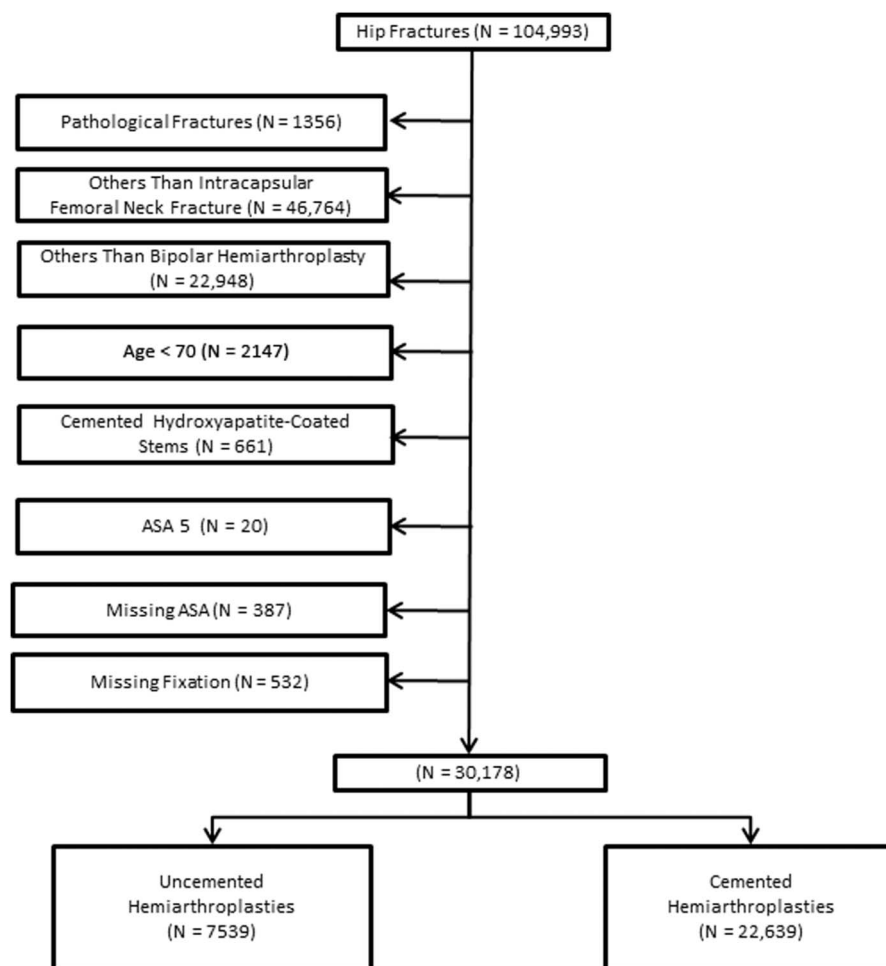 Hip Fractures (N = 104,993)
Pathological Fractures (N = 1356)
Others Than Intracapsular
Femoral Neck Fracture (N = 46,764)
Others Than Bipolar Hemiarthroplasty
(N = 22,948)
Age < 70 (N = 2147)
Cemented Hydroxyapatite-Coated
Stems (N = 661)
ASA 5 (N = 20)
Missing ASA (N = 387)
Missing Fixation (N = 532)
(N = 30,178)
Uncemented
Hemiarthroplasties
(N = 7539)
Cemented
Hemiarthroplasties
(N = 22,639)